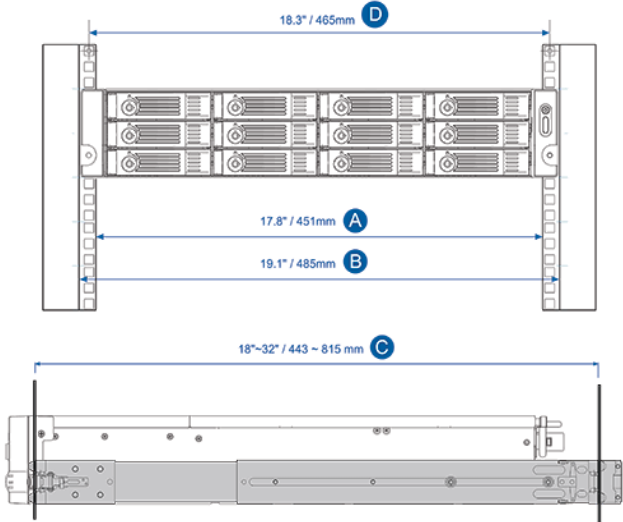 18.3" / 465mm D
17.8" / 451mm A
19.1" / 485mm B
18"~32" / 443 ~ 815 mm C